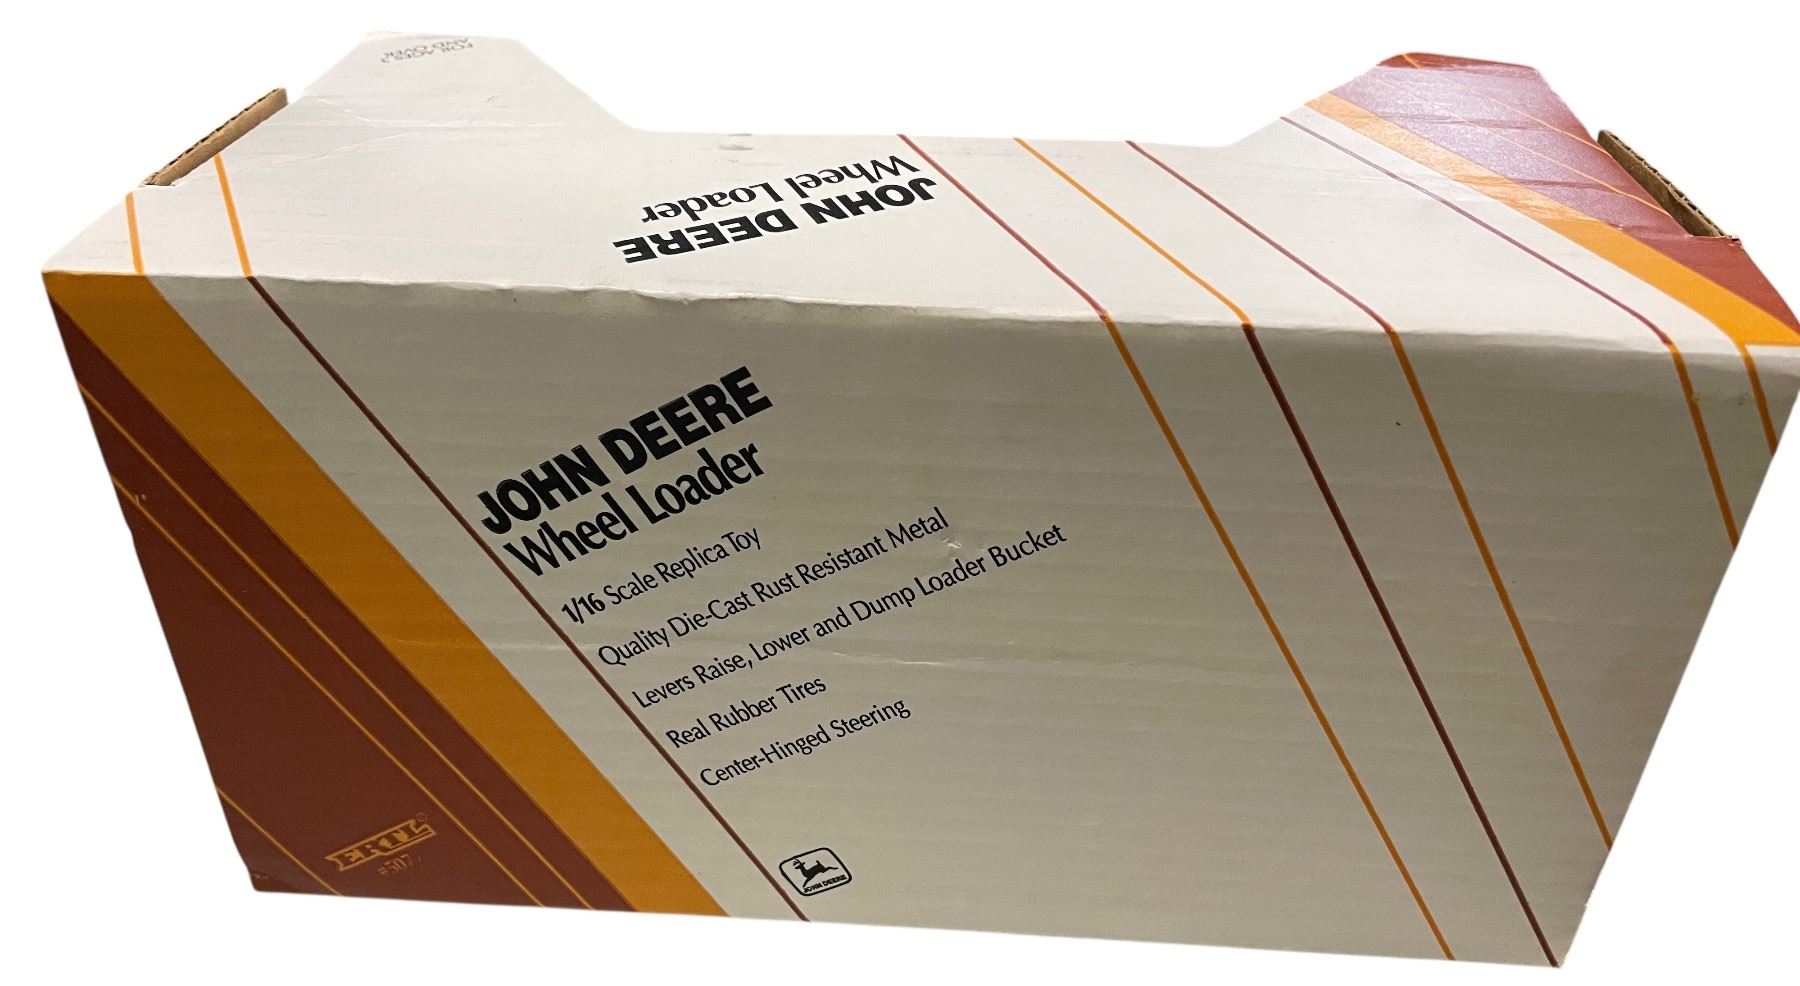 FOR AGES 3
AND OVER
JOHN DEERE
Wheel Loader
JOHN DEERE
Wheel Loader
1/16 Scale Replica Toy
Quality Die-Cast Rust Resistant Metal
Levers Raise, Lower and Dump Loader Bucket
Real Rubber Tires
Center-Hinged Steering
ERTL®
#507
JOHN DEERE